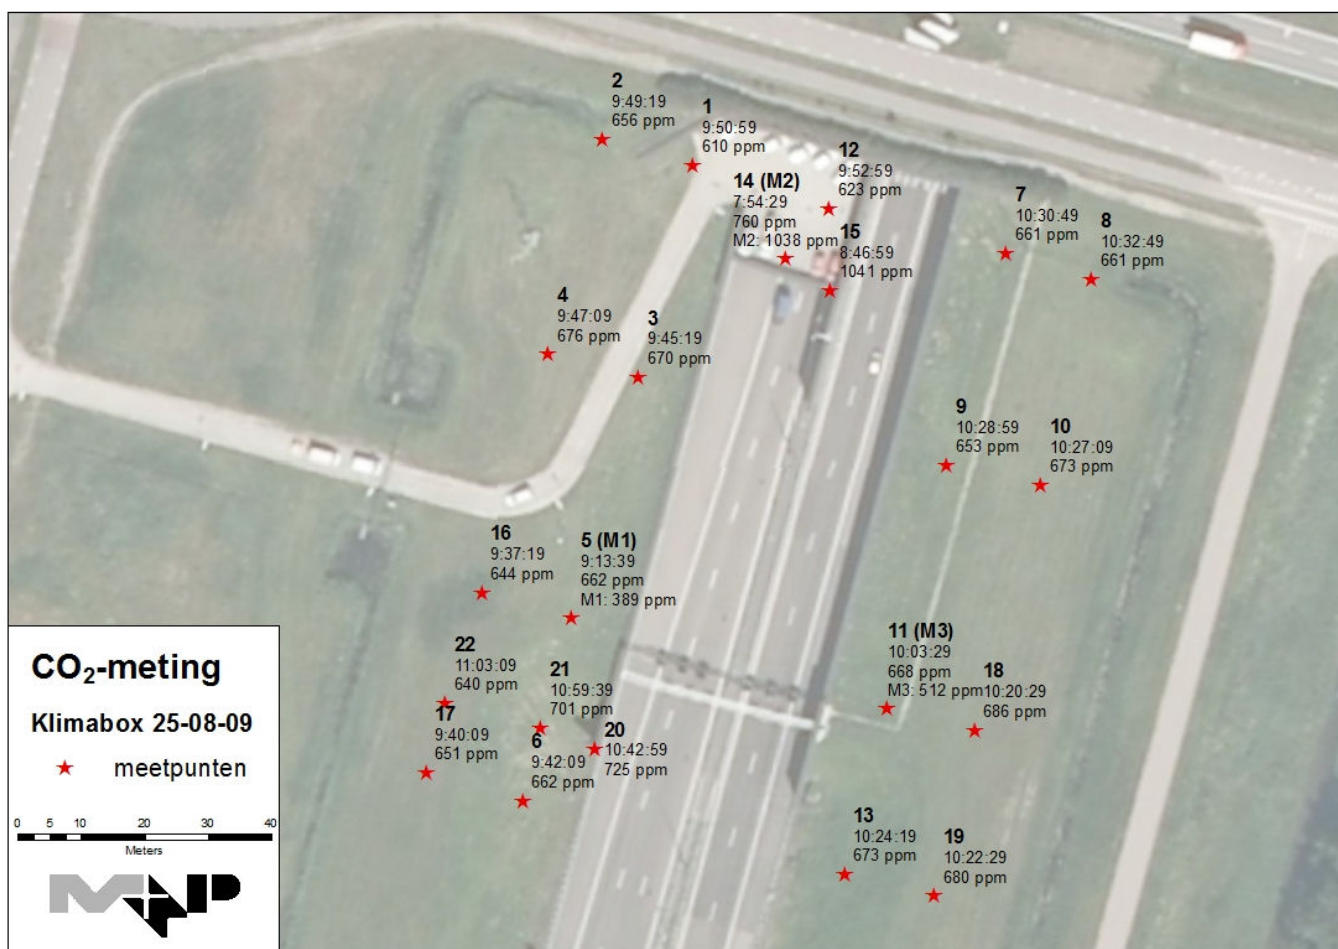 2
9:49:19
656 ppm
1
9:50:59
610 ppm
12
9:52:59
623 ppm
14 (M2)
7:54:29
760 ppm
M2: 1038 ppm
15
8:46:59
1041 ppm
7
10:30:49
661 ppm
8
10:32:49
661 ppm
4
9:47:09
676 ppm
3
9:45:19
670 ppm
9
10:28:59
653 ppm
10
10:27:09
673 ppm
16
9:37:19
644 ppm
5 (M1)
9:13:39
662 ppm
M1: 389 ppm
11 (M3)
10:03:29
668 ppm
M3: 512 ppm
18
10:20:29
686 ppm
22
11:03:09
640 ppm
21
10:59:39
701 ppm
17
9:40:09
651 ppm
6
9:42:09
662 ppm
20
10:42:59
725 ppm
13
10:24:19
673 ppm
19
10:22:29
680 ppm
CO₂-meting
Klimabox 25-08-09
meetpunten
0 5 10 20 30 40
Meters
M+P